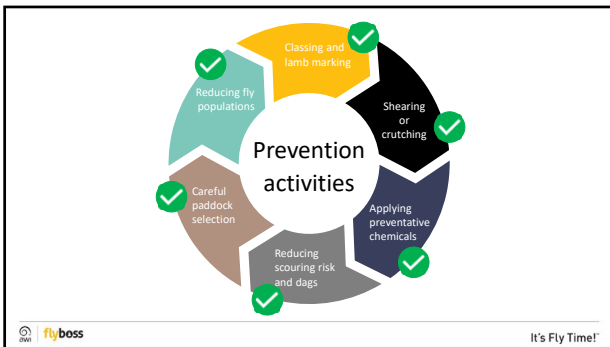 Classing and
lamb marking
Shearing
or
crutching
Applying
preventative
chemicals
Reducing
scouring risk
and dags
Careful
paddock
selection
Reducing fly
populations
Prevention
activities
awi
flyboss
It's Fly Time!™